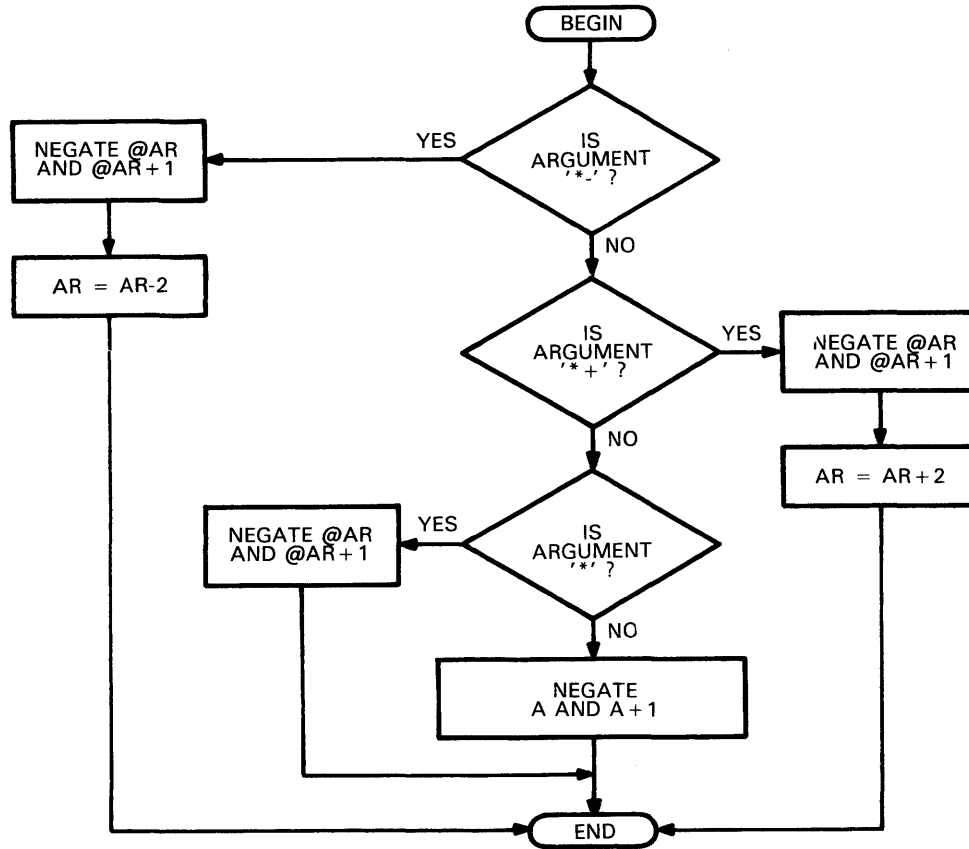 BEGIN
IS
ARGUMENT
'*-' ?
YES
NEGATE @AR
AND @AR+1
NO
AR = AR-2
IS
ARGUMENT
'*+' ?
YES
NEGATE @AR
AND @AR+1
NO
AR = AR+2
IS
ARGUMENT
'*' ?
YES
NEGATE @AR
AND @AR+1
NO
NEGATE
A AND A+1
END